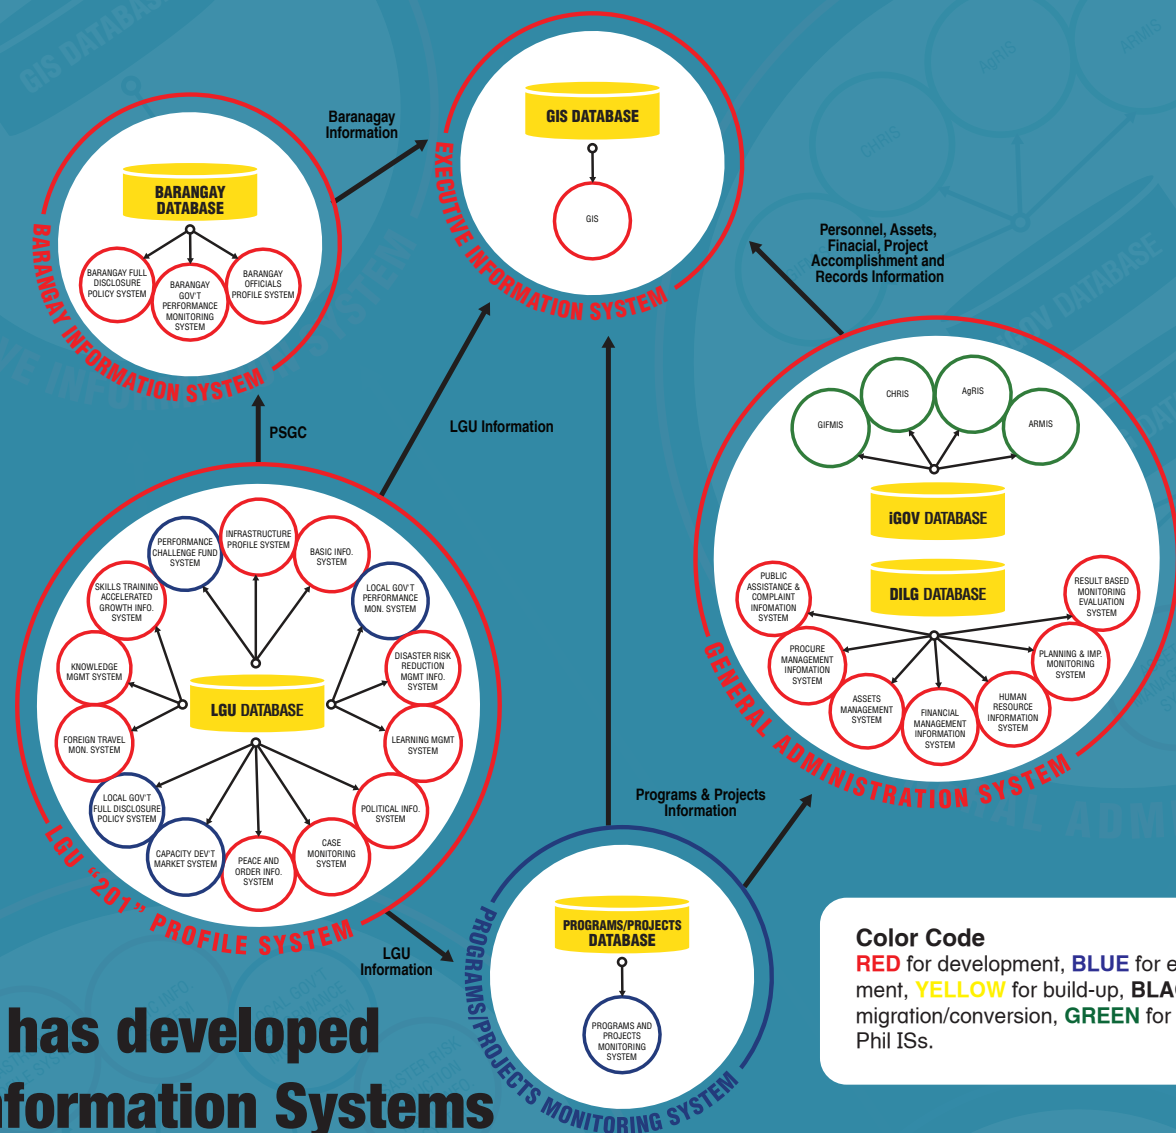 Baranagay
Information
GIS DATABASE
GIS
EXECUTIVE INFORMATION SYSTEM
BARANGAY
DATABASE
BARANGAY FULL
DISCLOSURE
POLICY SYSTEM
BARANGAY
GOV'T
PERFORMANCE
MONITORING
SYSTEM
BARANGAY
OFFICIALS
PROFILE SYSTEM
BARANGAY INFORMATION SYSTEM
Personnel, Assets,
Finacial, Project
Accomplishment and
Records Information
PSGC
LGU Information
GIFMIS
CHRIS
AgRIS
ARMIS
iGOV DATABASE
DILG DATABASE
PUBLIC
ASSISTANCE &
COMPLAINT
INFOMATION
SYSTEM
PROCURE
MANAGEMENT
INFOMATION
SYSTEM
ASSETS
MANAGEMENT
SYSTEM
FINANCIAL
MANAGEMENT
INFORMATION
SYSTEM
HUMAN
RESOURCE
INFORMATION
SYSTEM
PLANNING & IMP.
MONITORING
SYSTEM
RESULT BASED
MONITORING
EVALUATION
SYSTEM
GENERAL ADMINISTRATION SYSTEM
PERFORMANCE
CHALLENGE FUND
SYSTEM
INFRASTRUCTURE
PROFILE SYSTEM
BASIC INFO.
SYSTEM
LOCAL GOV'T
PERFORMANCE
MON. SYSTEM
SKILLS TRAINING
ACCELERATED
GROWTH INFO.
SYSTEM
DISASTER RISK
REDUCTION
MGMT INFO.
SYSTEM
KNOWLEDGE
MGMT SYSTEM
LGU DATABASE
FOREIGN TRAVEL
MON. SYSTEM
LEARNING MGMT
SYSTEM
LOCAL GOV'T
FULL DISCLOSURE
POLICY SYSTEM
POLITICAL INFO.
SYSTEM
CAPACITY DEV'T
MARKET SYSTEM
PEACE AND
ORDER INFO.
SYSTEM
CASE
MONITORING
SYSTEM
LGU "201" PROFILE SYSTEM
LGU
Information
Programs & Projects
Information
PROGRAMS/PROJECTS
DATABASE
PROGRAMS AND
PROJECTS
MONITORING
SYSTEM
PROGRAMS/PROJECTS MONITORING SYSTEM
Color Code
RED for development, BLUE for
ment, YELLOW for build-up,
migration/conversion, GREEN for
Phil ISs.
has developed
Information Systems
GIS DATABASE
AgRIS
ARMIS
CHRIS